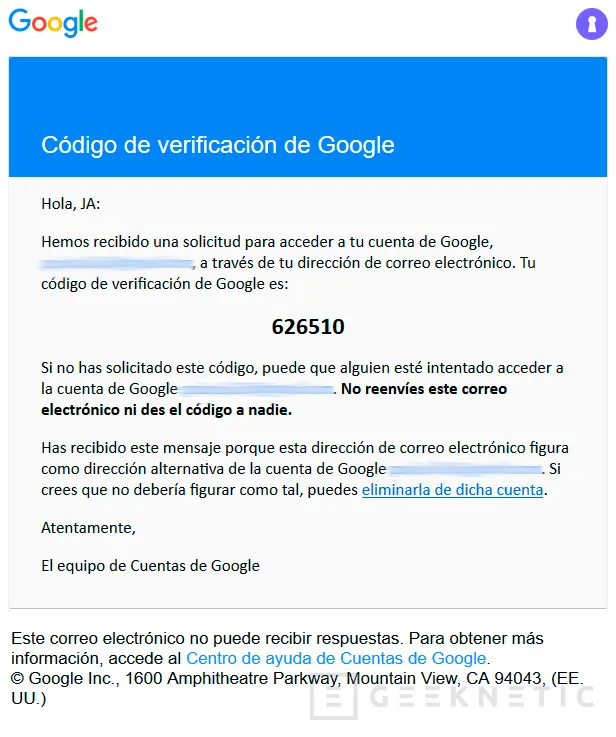 Google
Código de verificación de Google
Hola, JA:
Hemos recibido una solicitud para acceder a tu cuenta de Google,
, a través de tu dirección de correo electrónico. Tu
código de verificación de Google es:
626510
Si no has solicitado este código, puede que alguien esté intentado acceder a
la cuenta de Google . No reenvíes este correo
electrónico ni des el código a nadie.
Has recibido este mensaje porque esta dirección de correo electrónico figura
como dirección alternativa de la cuenta de Google . Si
crees que no debería figurar como tal, puedes eliminarla de dicha cuenta.
Atentamente,
El equipo de Cuentas de Google
Este correo electrónico no puede recibir respuestas. Para obtener más
información, accede al Centro de ayuda de Cuentas de Google.
© Google Inc., 1600 Amphitheatre Parkway, Mountain View, CA 94043, (EE.
UU.)
GEEKNETIC